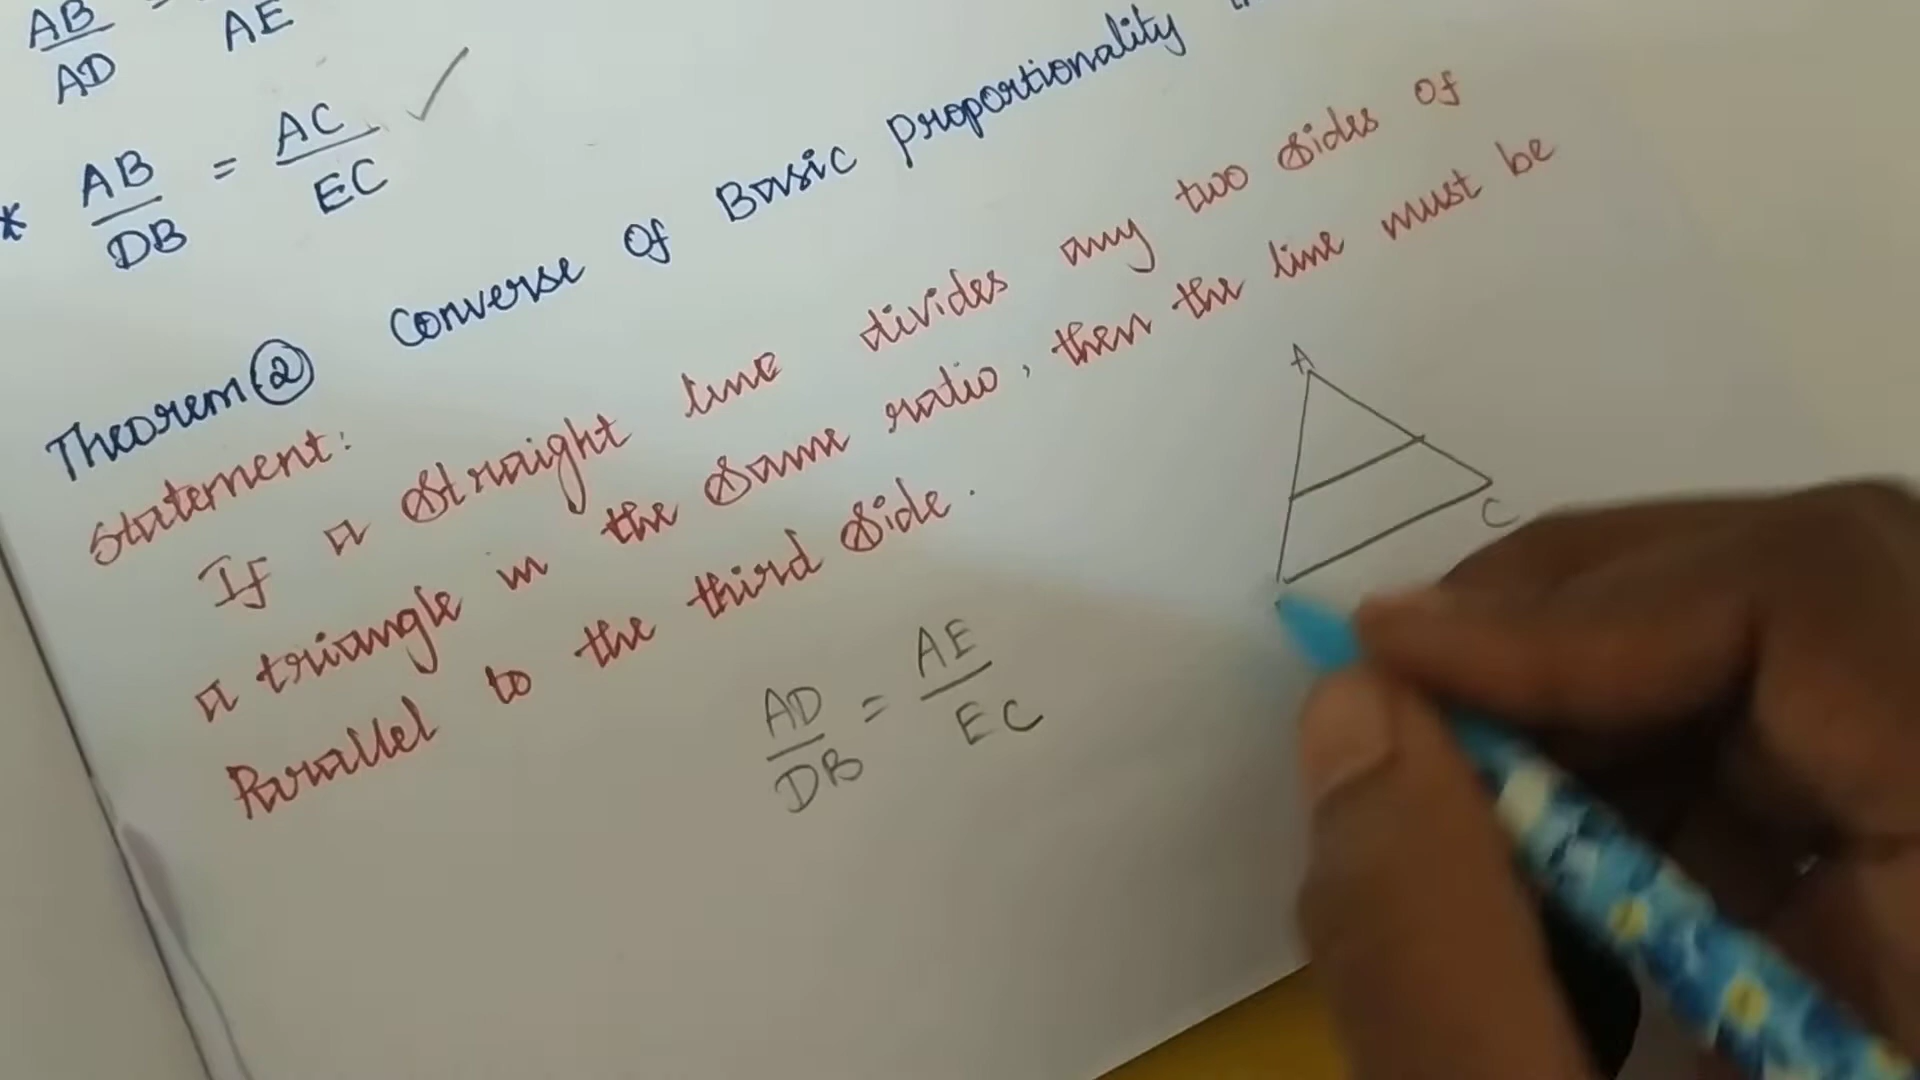 AB =
AD AE
* AB = AC ✓
DB EC
Theorem ② Converse Of Basic Proportionality
Statement:
If a straight line divides any two sides of
a triangle in the same ratio, then the line must be
Parallel to the third side.
AD = AE
DB EC
A
C